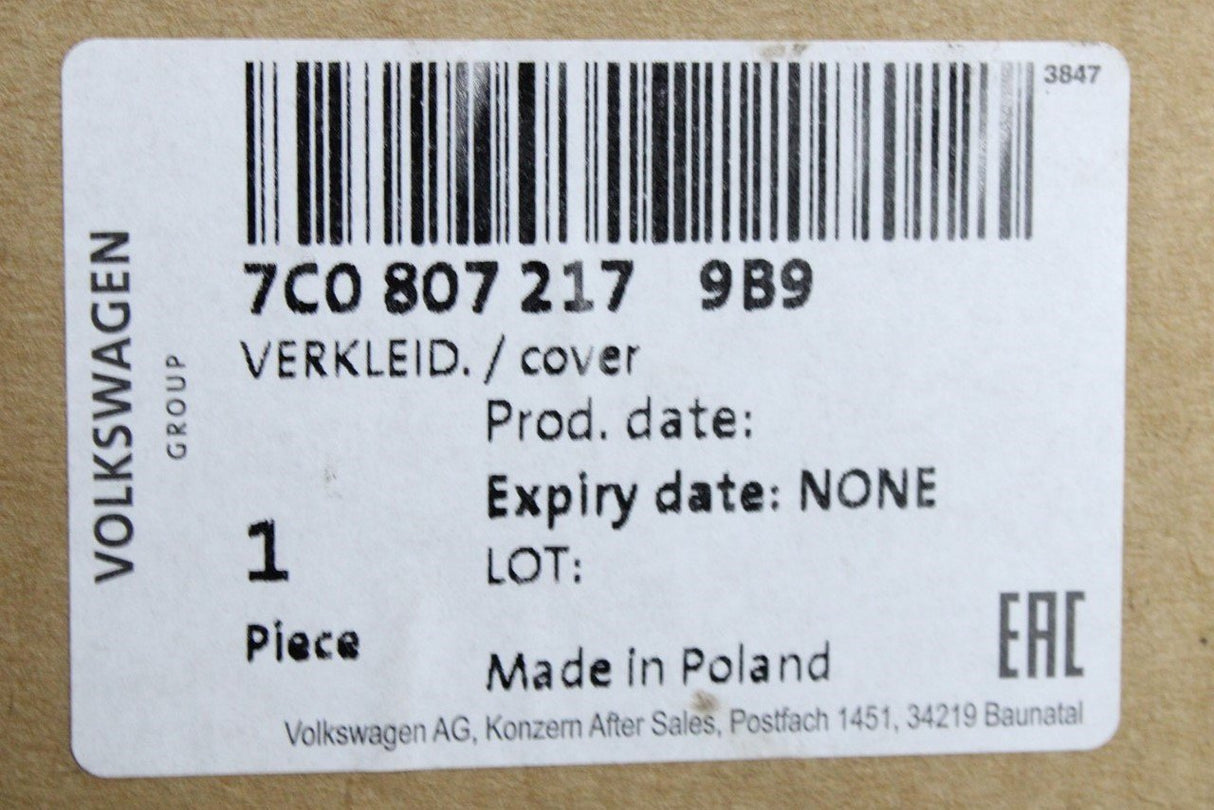 VOLKSWAGEN
GROUP
3847
7C0 807 217 9B9
VERKLEID. / cover
Prod. date:
Expiry date: NONE
1
LOT:
Piece
EAC
Made in Poland
Volkswagen AG, Konzern After Sales, Postfach 1451, 34219 Baunatal